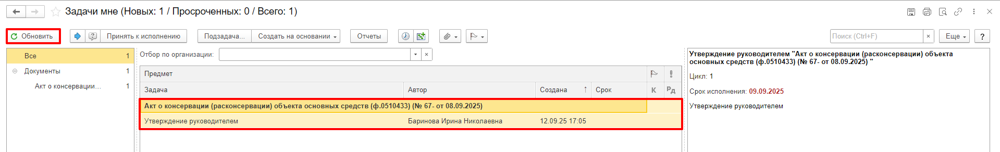 Задачи мне (Новых: 1 / Просроченных: 0 / Всего: 1)
Обновить Принять к исполнению Подзадача... Создать на основании Отчеты Поиск (Ctrl+F) × Еще ?
Все 1
Документы 1
Акт о консервации... 1
Отбор по организации: ×
Предмет !
Задача Автор Создана ↑ Срок К Рд
Акт о консервации (расконсервации) объекта основных средств (ф.0510433) (№ 67- от 08.09.2025)
Утверждение руководителем Баринова Ирина Николаевна 12.09.25 17:05
Утверждение руководителем "Акт о консервации (расконсервации) объекта
основных средств (ф.0510433) (№ 67- от 08.09.2025) "
Цикл: 1
Срок исполнения: 09.09.2025
Утверждение руководителем